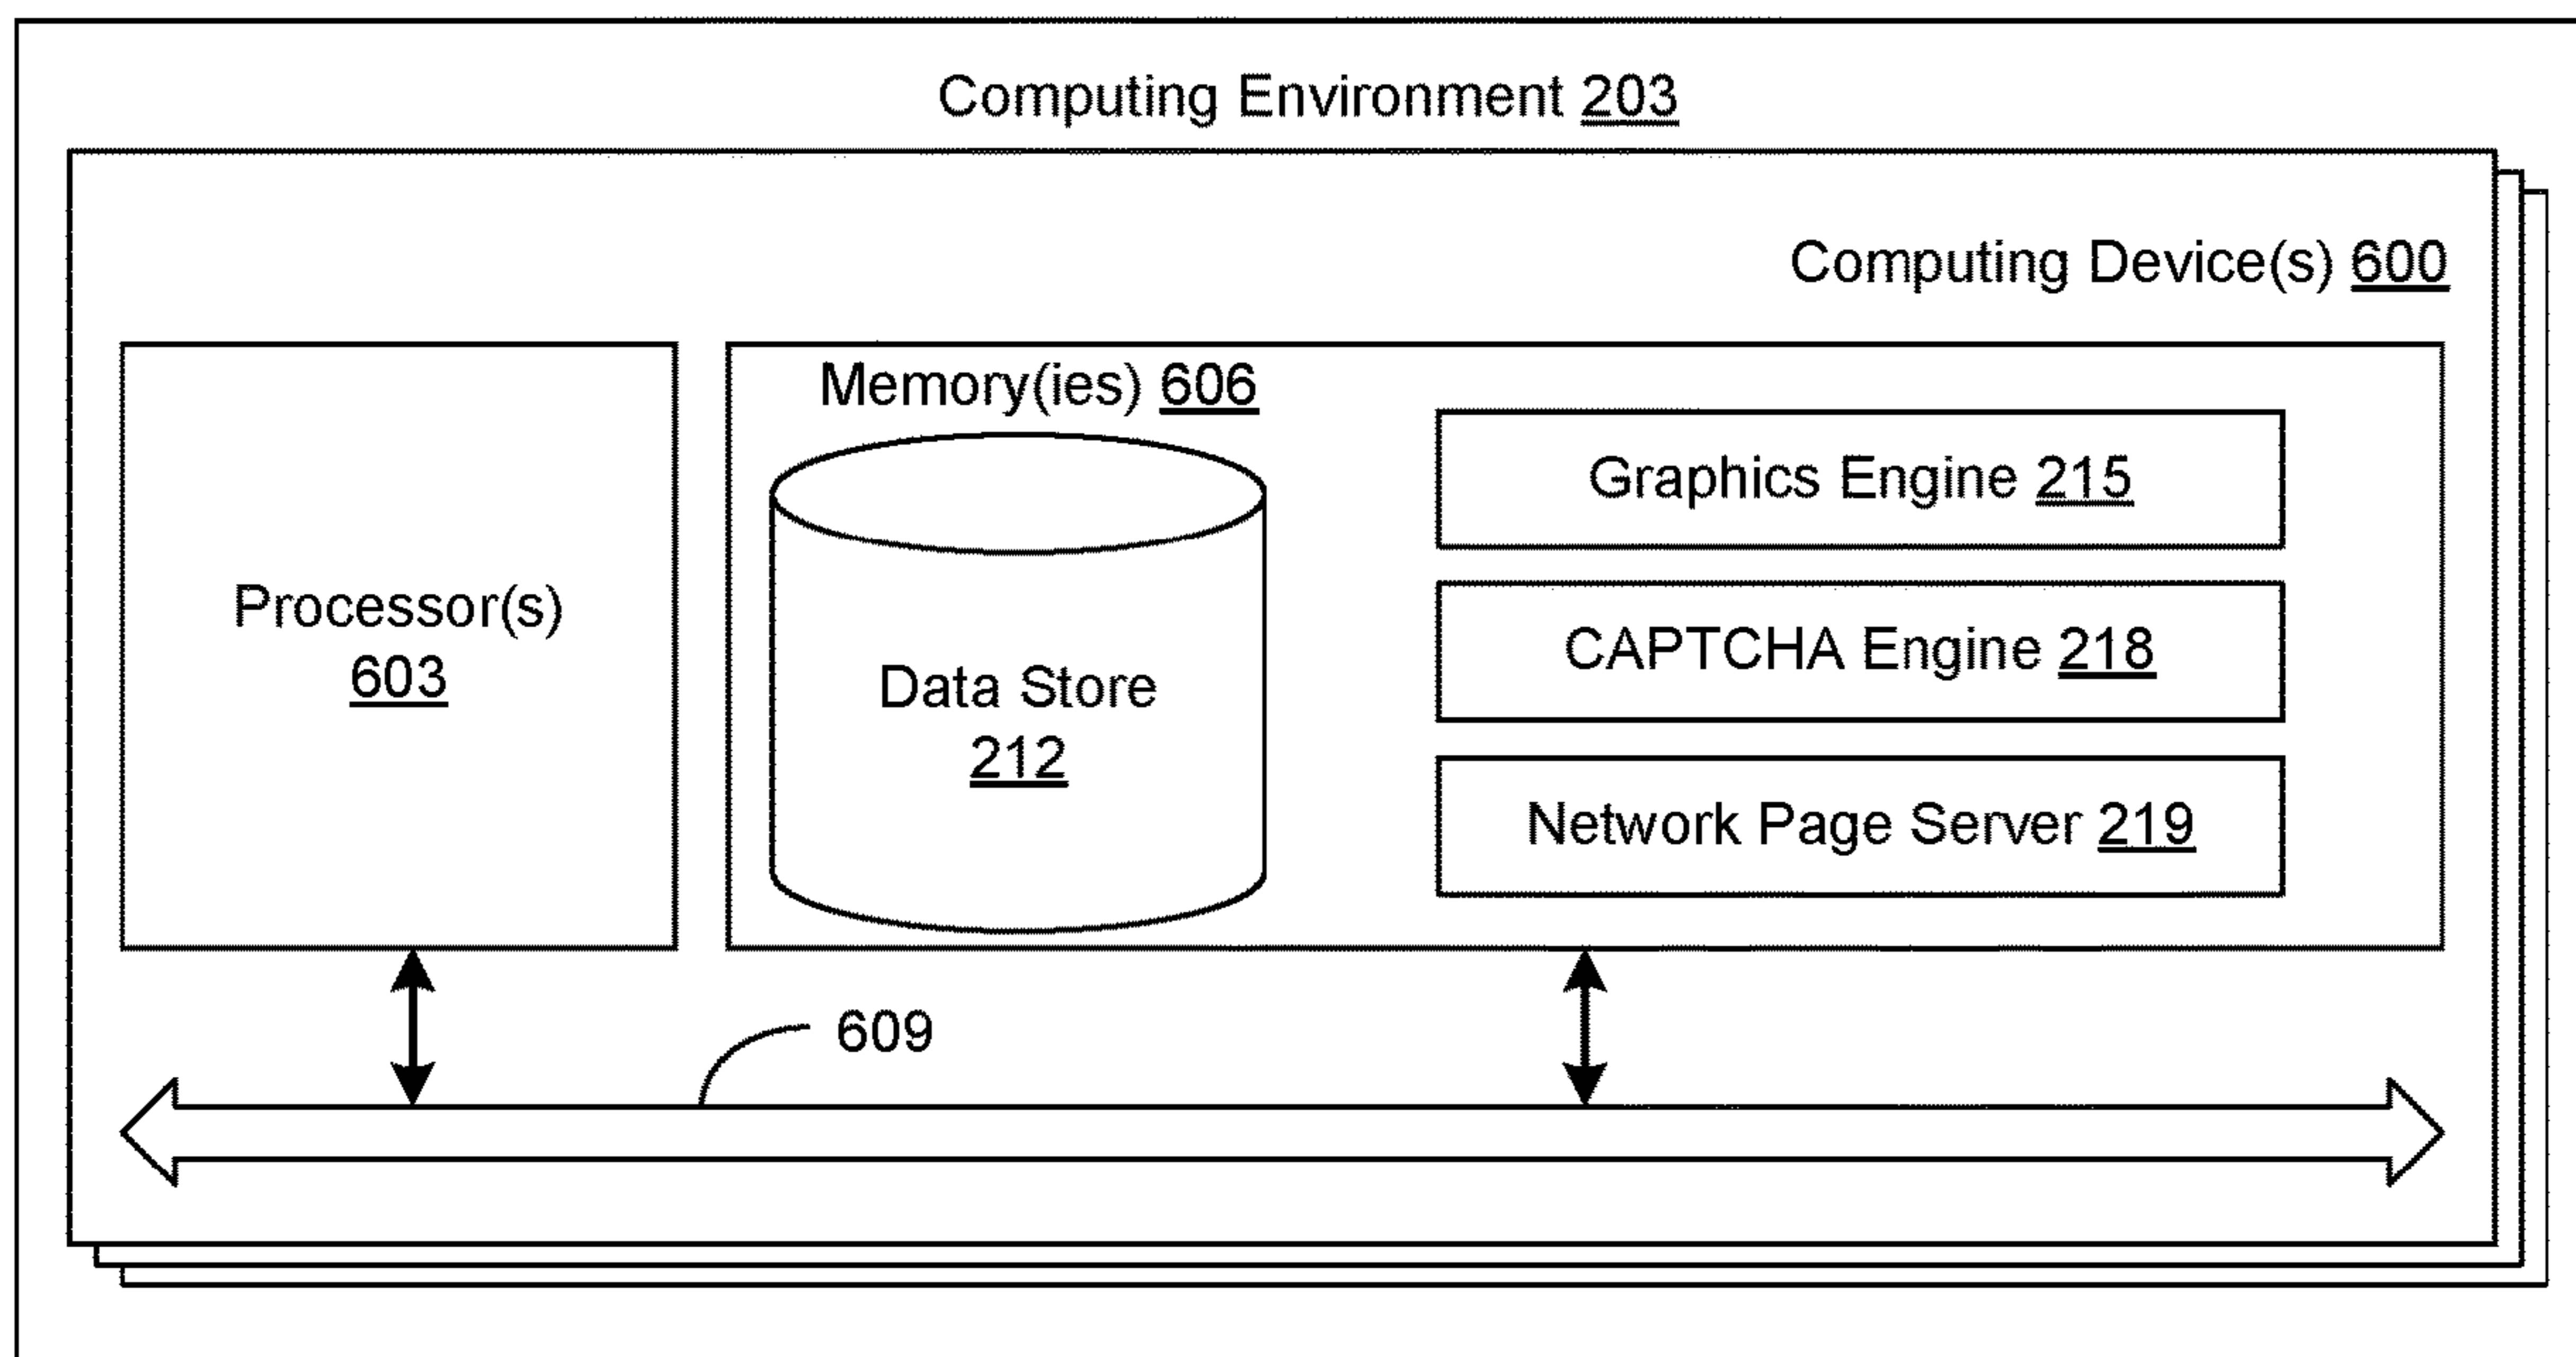 Computing Environment 203
Computing Device(s) 600
Processor(s)
603
Memory(ies) 606
Data Store
212
Graphics Engine 215
CAPTCHA Engine 218
Network Page Server 219
609